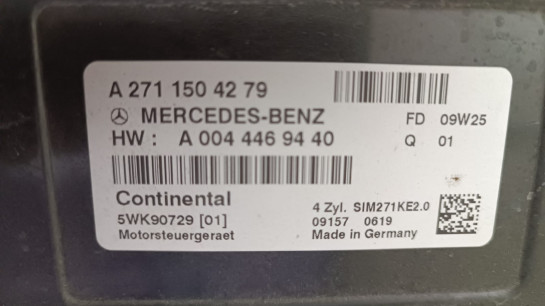 A 271 150 42 79
MERCEDES-BENZ
FD 09W25
HW : A 004 446 94 40
Q 01
Continental
5WK90729 [01]
Motorsteuergeraet
4 Zyl. SIM271KE2.0
09157 0619
Made in Germany